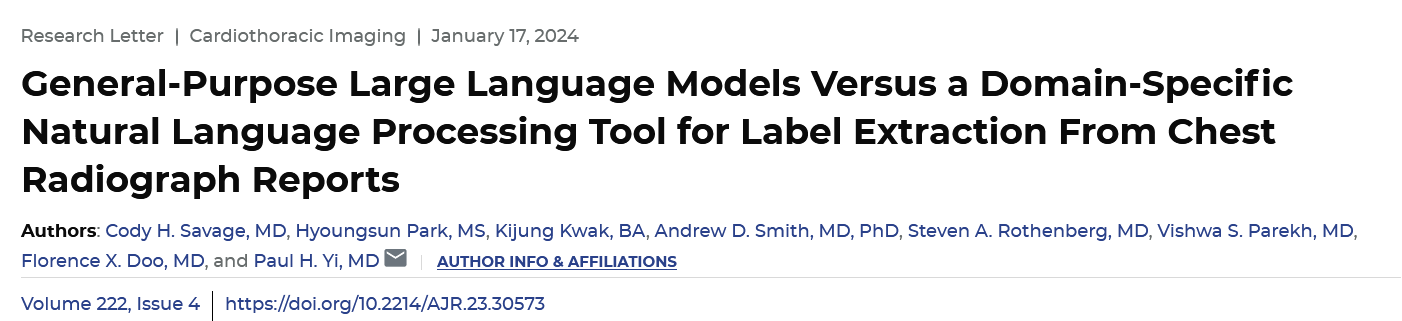 Research Letter | Cardiothoracic Imaging | January 17, 2024
General-Purpose Large Language Models Versus a Domain-Specific
Natural Language Processing Tool for Label Extraction From Chest
Radiograph Reports
Authors: Cody H. Savage, MD, Hyoungsun Park, MS, Kijung Kwak, BA, Andrew D. Smith, MD, PhD, Steven A. Rothenberg, MD, Vishwa S. Parekh, MD,
Florence X. Doo, MD, and Paul H. Yi, MD | AUTHOR INFO & AFFILIATIONS
Volume 222, Issue 4 | https://doi.org/10.2214/AJR.23.30573